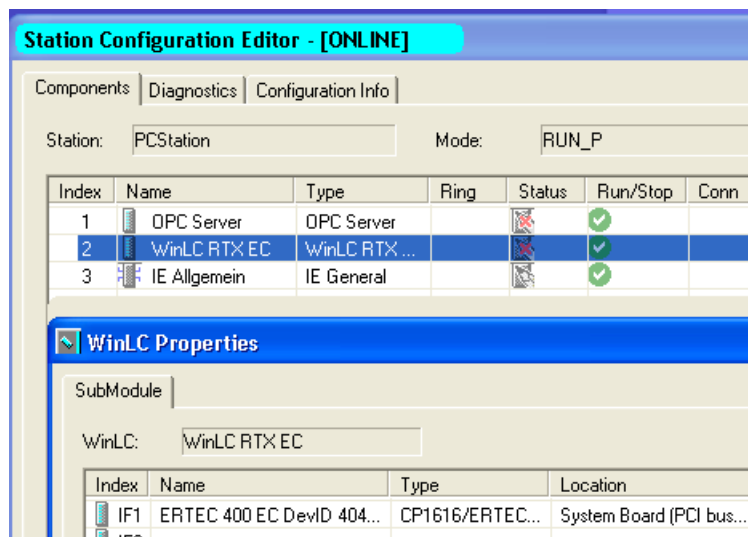 Station Configuration Editor - [ONLINE]
Components Diagnostics Configuration Info
Station: PCStation Mode: RUN_P
Index Name Type Ring Status Run/Stop Conn
1 OPC Server OPC Server
2 WinLC RTX EC WinLC RTX ...
3 IE Allgemein IE General
WinLC Properties
SubModule
WinLC: WinLC RTX EC
Index Name Type Location
IF1 ERTEC 400 EC DevID 404... CP1616/ERTEC... System Board (PCI bus...